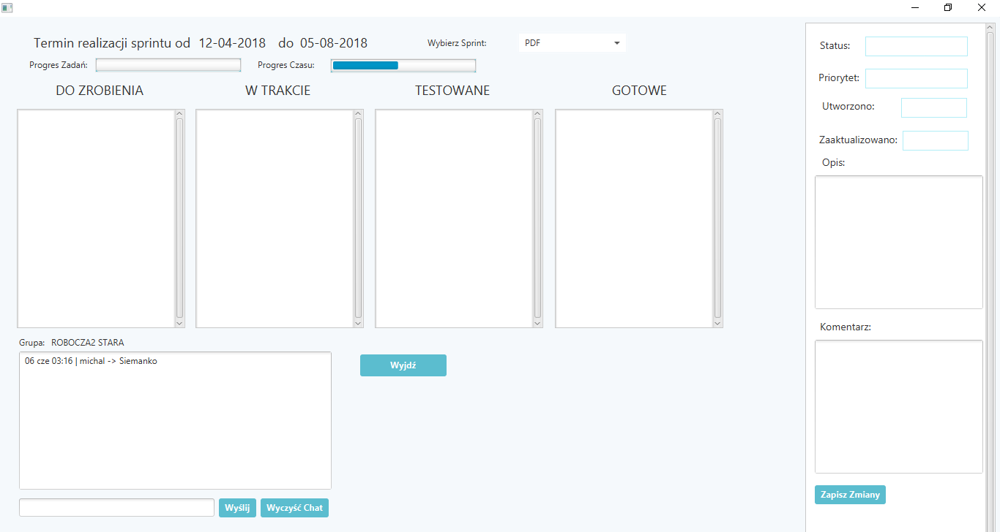 Termin realizacji sprintu od 12-04-2018 do 05-08-2018
Wybierz Sprint: PDF
Progres Zadań:
Progres Czasu:
DO ZROBIENIA
W TRAKCIE
TESTOWANE
GOTOWE
Grupa: ROBOCZA2 STARA
06 cze 03:16 | michal -> Siemanko
Wyślij
Wyczyść Chat
Wyjdź
Status:
Priorytet:
Utworzono:
Zaaktualizowano:
Opis:
Komentarz:
Zapisz Zmiany